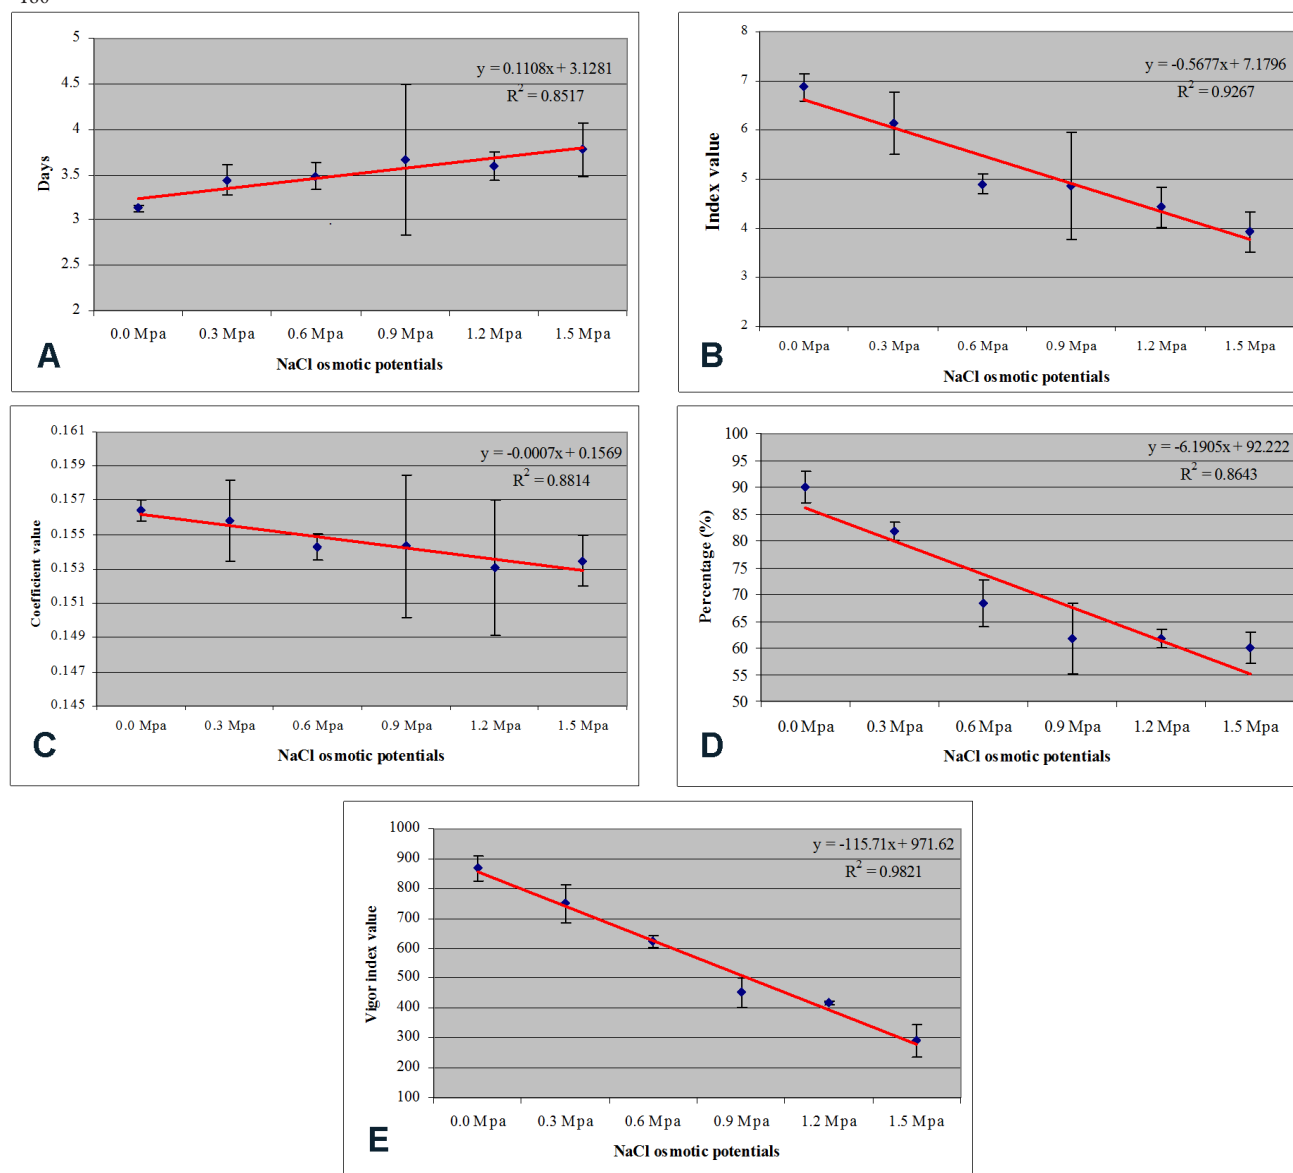 5
4.5
4
3.5
3
2.5
2
Days
y = 0.1108x + 3.1281
R² = 0.8517
0.0 Mpa 0.3 Mpa 0.6 Mpa 0.9 Mpa 1.2 Mpa 1.5 Mpa
NaCl osmotic potentials
A
8
7
6
5
4
3
2
Index value
y = -0.5677x + 7.1796
R² = 0.9267
0.0 Mpa 0.3 Mpa 0.6 Mpa 0.9 Mpa 1.2 Mpa 1.5 Mpa
NaCl osmotic potentials
B
0.161
0.159
0.157
0.155
0.153
0.151
0.149
0.147
0.145
Coefficient value
y = -0.0007x + 0.1569
R² = 0.8814
0.0 Mpa 0.3 Mpa 0.6 Mpa 0.9 Mpa 1.2 Mpa 1.5 Mpa
NaCl osmotic potentials
C
100
95
90
85
80
75
70
65
60
55
50
Percentage (%)
y = -6.1905x + 92.222
R² = 0.8643
0.0 Mpa 0.3 Mpa 0.6 Mpa 0.9 Mpa 1.2 Mpa 1.5 Mpa
NaCl osmotic potentials
D
1000
900
800
700
600
500
400
300
200
100
Vigor index value
y = -115.71x + 971.62
R² = 0.9821
0.0 Mpa 0.3 Mpa 0.6 Mpa 0.9 Mpa 1.2 Mpa 1.5 Mpa
NaCl osmotic potentials
E